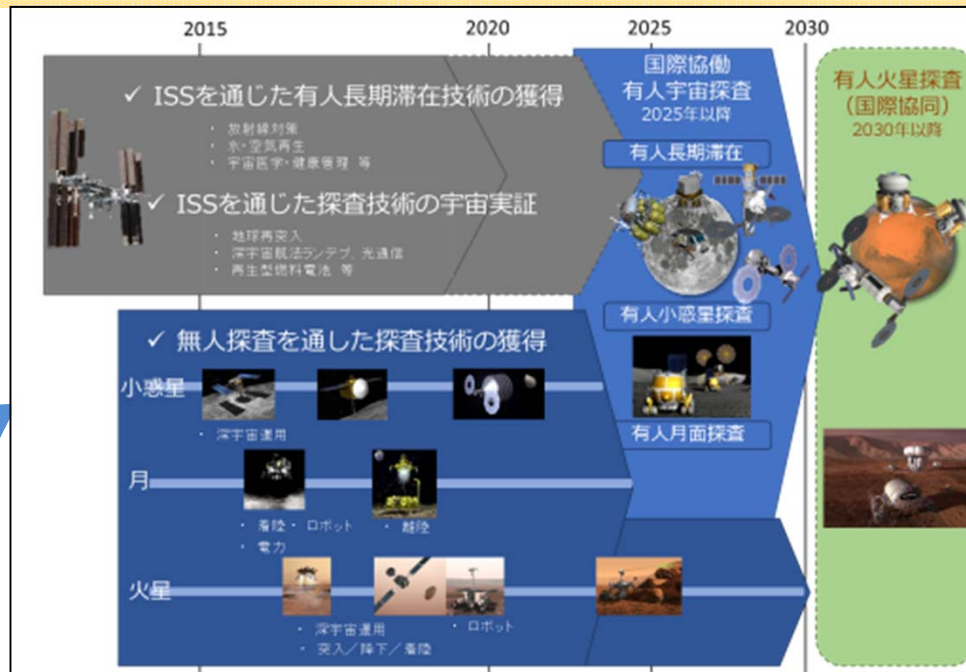 2015
2020
2025
2030
✓ ISSを通じた有人長期滞在技術の獲得
・ 放射線対策
・ 水・空気再生
・ 宇宙医学・健康管理 等
✓ ISSを通じた探査技術の宇宙実証
・ 地球再突入
・ 深宇宙航法ランデブ, 光通信
・ 再生型燃料電池 等
国際協働
有人宇宙探査
2025年以降
有人長期滞在
有人小惑星探査
有人月面探査
有人火星探査
(国際協同)
2030年以降
✓ 無人探査を通した探査技術の獲得
小惑星
・ 深宇宙運用
月
・ 着陸・ ロボット
・ 電力
・ 離陸
火星
・ 深宇宙運用
・ 突入/降下/着陸
・ ロボット